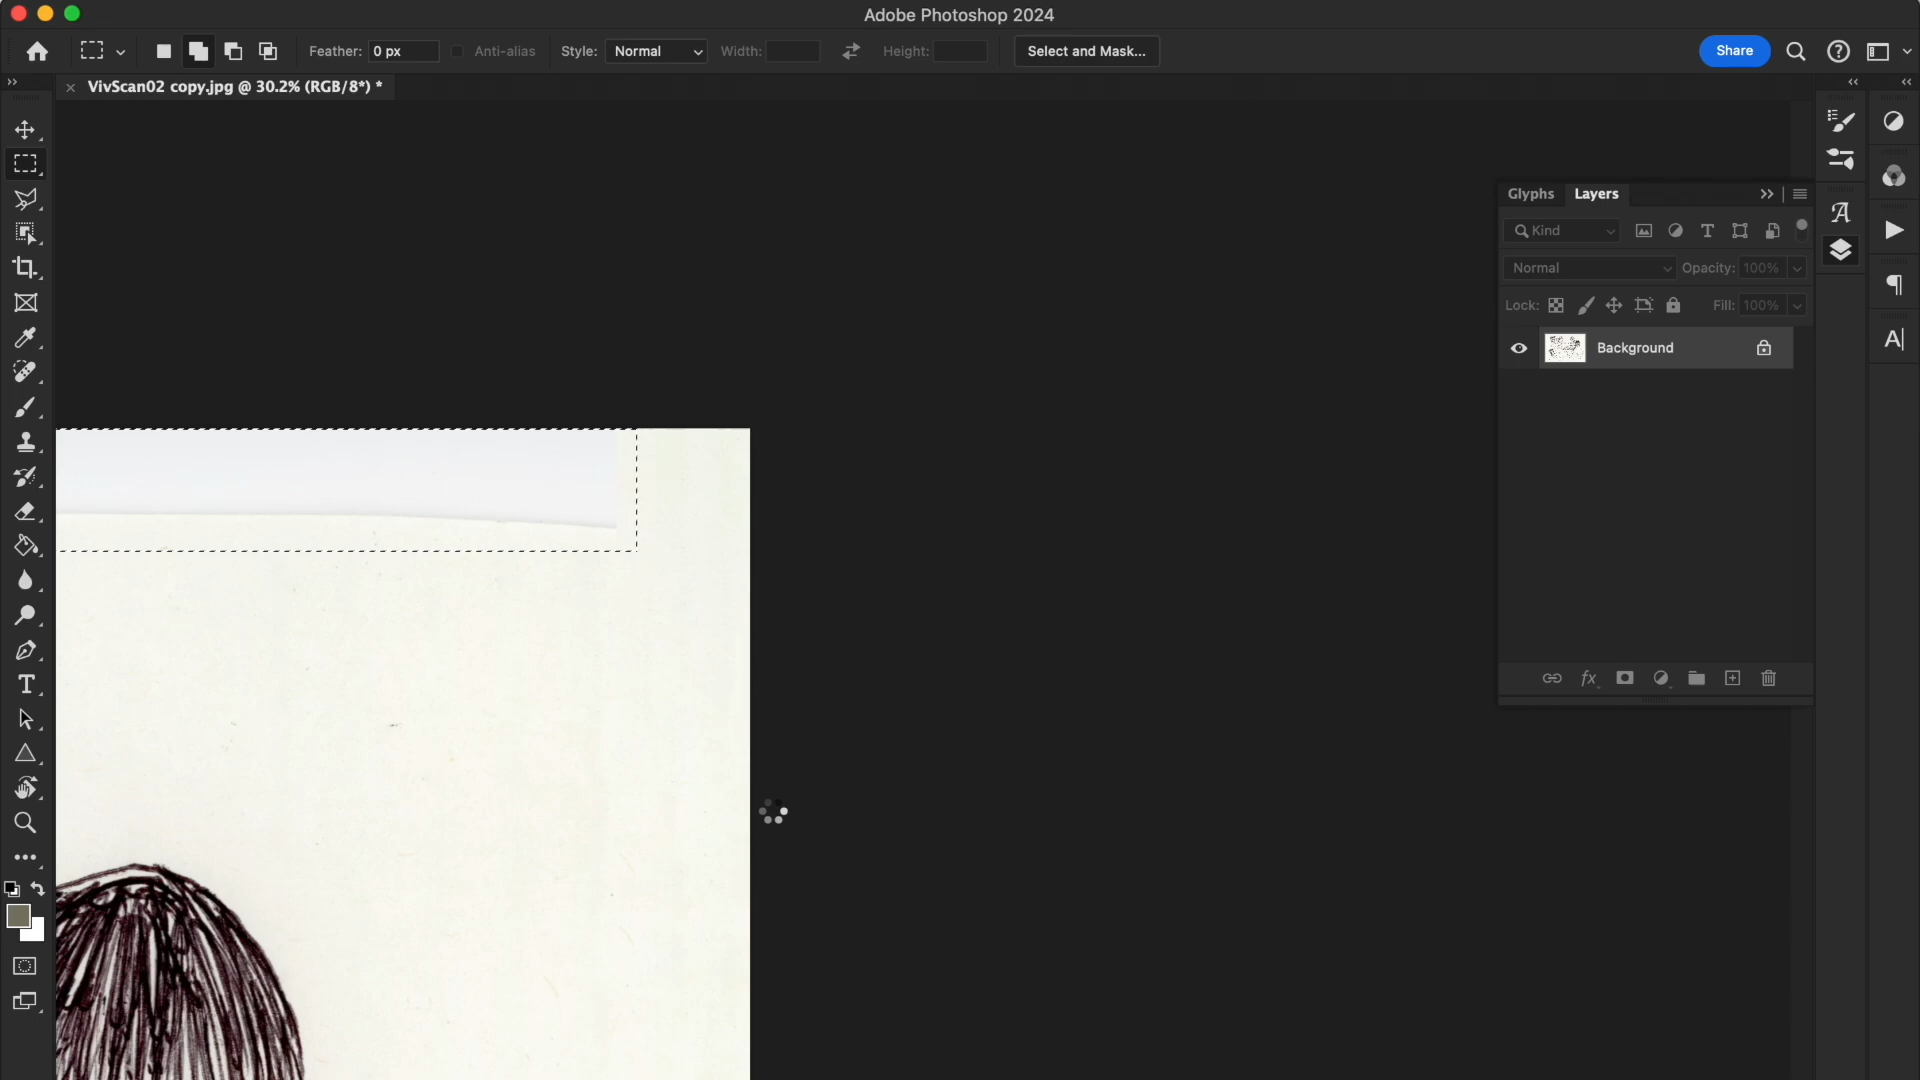 Adobe Photoshop 2024
Feather: 0 px Anti-alias Style: Normal Width: Height: Select and Mask... Share
VivScan02 copy.jpg @ 30.2% (RGB/8*) *
Glyphs Layers
Kind
Normal Opacity: 100%
Lock: Fill: 100%
Background